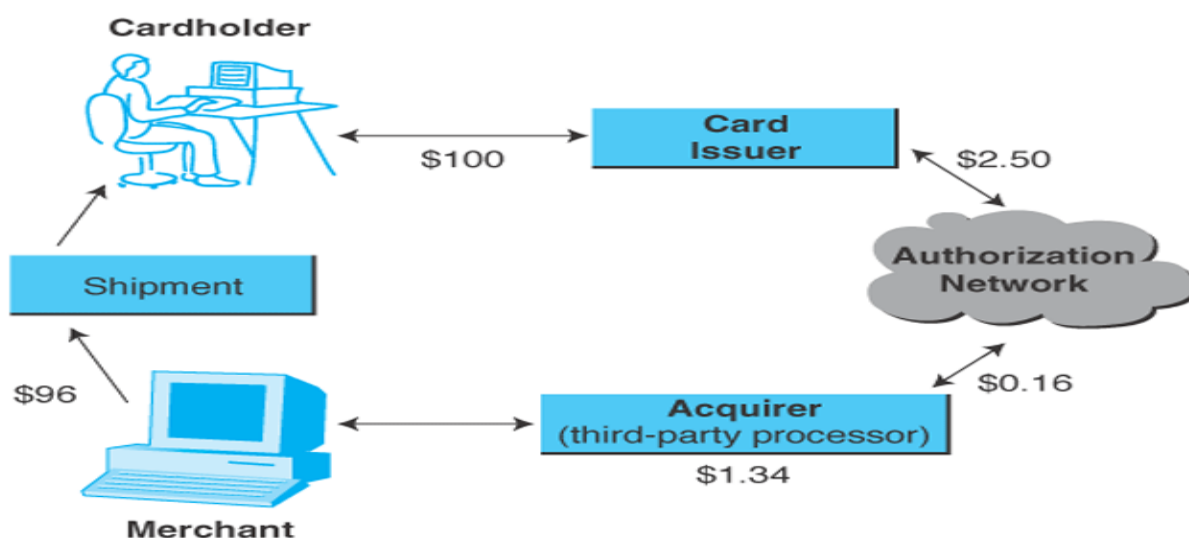 Cardholder
$100
Card
Issuer
$2.50
Authorization
Network
$0.16
Acquirer
(third-party processor)
$1.34
Shipment
$96
Merchant